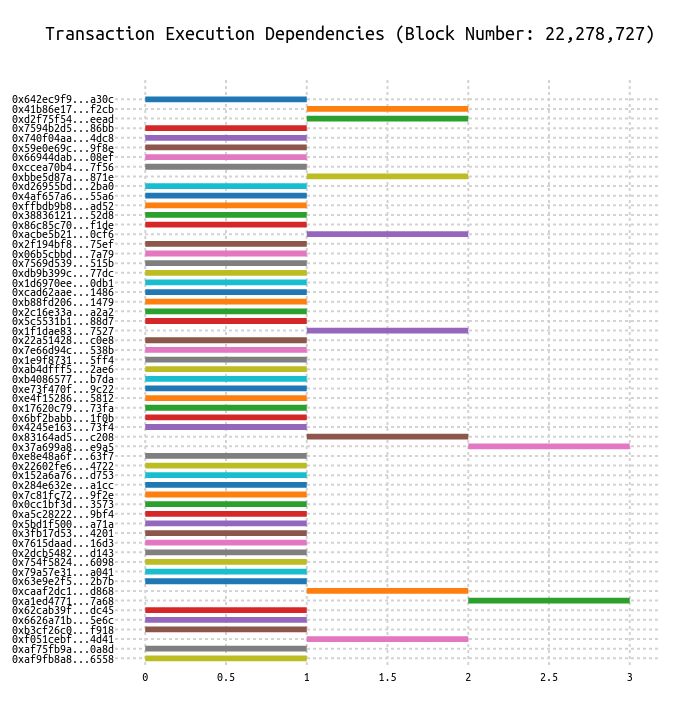 Transaction Execution Dependencies (Block Number: 22,278,727)
0x642ec9f9...a30c
0x41b86e17...f2cb
0xd2f75f54...eead
0x7594b2d5...86bb
0x740f04aa...4dc8
0x59e0e69c...9f8e
0x66944dab...08ef
0xccea70b4...7f56
0xbbe5d87a...871e
0xd26955bd...2ba0
0x4af657a6...55a6
0xffbdb9b8...ad52
0x38836121...52d8
0x86c85c70...f1de
0xacbe5b21...0cf6
0x2f194bf8...75ef
0x06b5cbbd...7a79
0x7569d539...515b
0xdb9b399c...77dc
0x1d6970ee...0db1
0xcad62aae...1486
0xb88fd206...1479
0x2c16e33a...a2a2
0x5c5531b1...88d7
0x1f1dae83...7527
0x22a51428...c0e8
0x7e66d94c...538b
0x1e9f8731...5ff4
0xab4dfff5...2ae6
0xb4086577...b7da
0xe73f470f...9c22
0xe4f15286...5812
0x17620c79...73fa
0x6bf2babb...1f0b
0x4245e163...73f4
0x83164ad5...c208
0x37a699a8...e9a5
0xe8e48a6f...63f7
0x22602fe6...4722
0x152a6a76...d753
0x284e632e...a1cc
0x7c81fc72...9f2e
0x0cc1bf3d...3573
0xa5c28222...9bf4
0x5bd1f500...a71a
0x3fb17d53...4201
0x7615daad...16d3
0x2dcb5482...d143
0x754f5824...6098
0x79a57e31...a041
0x63e9e2f5...2b7b
0xcaaf2dc1...d868
0xa1ed4771...7a68
0x62cab39f...dc45
0x6626a71b...5e6c
0xb3cf26c0...f918
0xf051cebf...4d41
0xaf75fb9a...0a8d
0xaf9fb8a8...6558
0 0.5 1 1.5 2 2.5 3